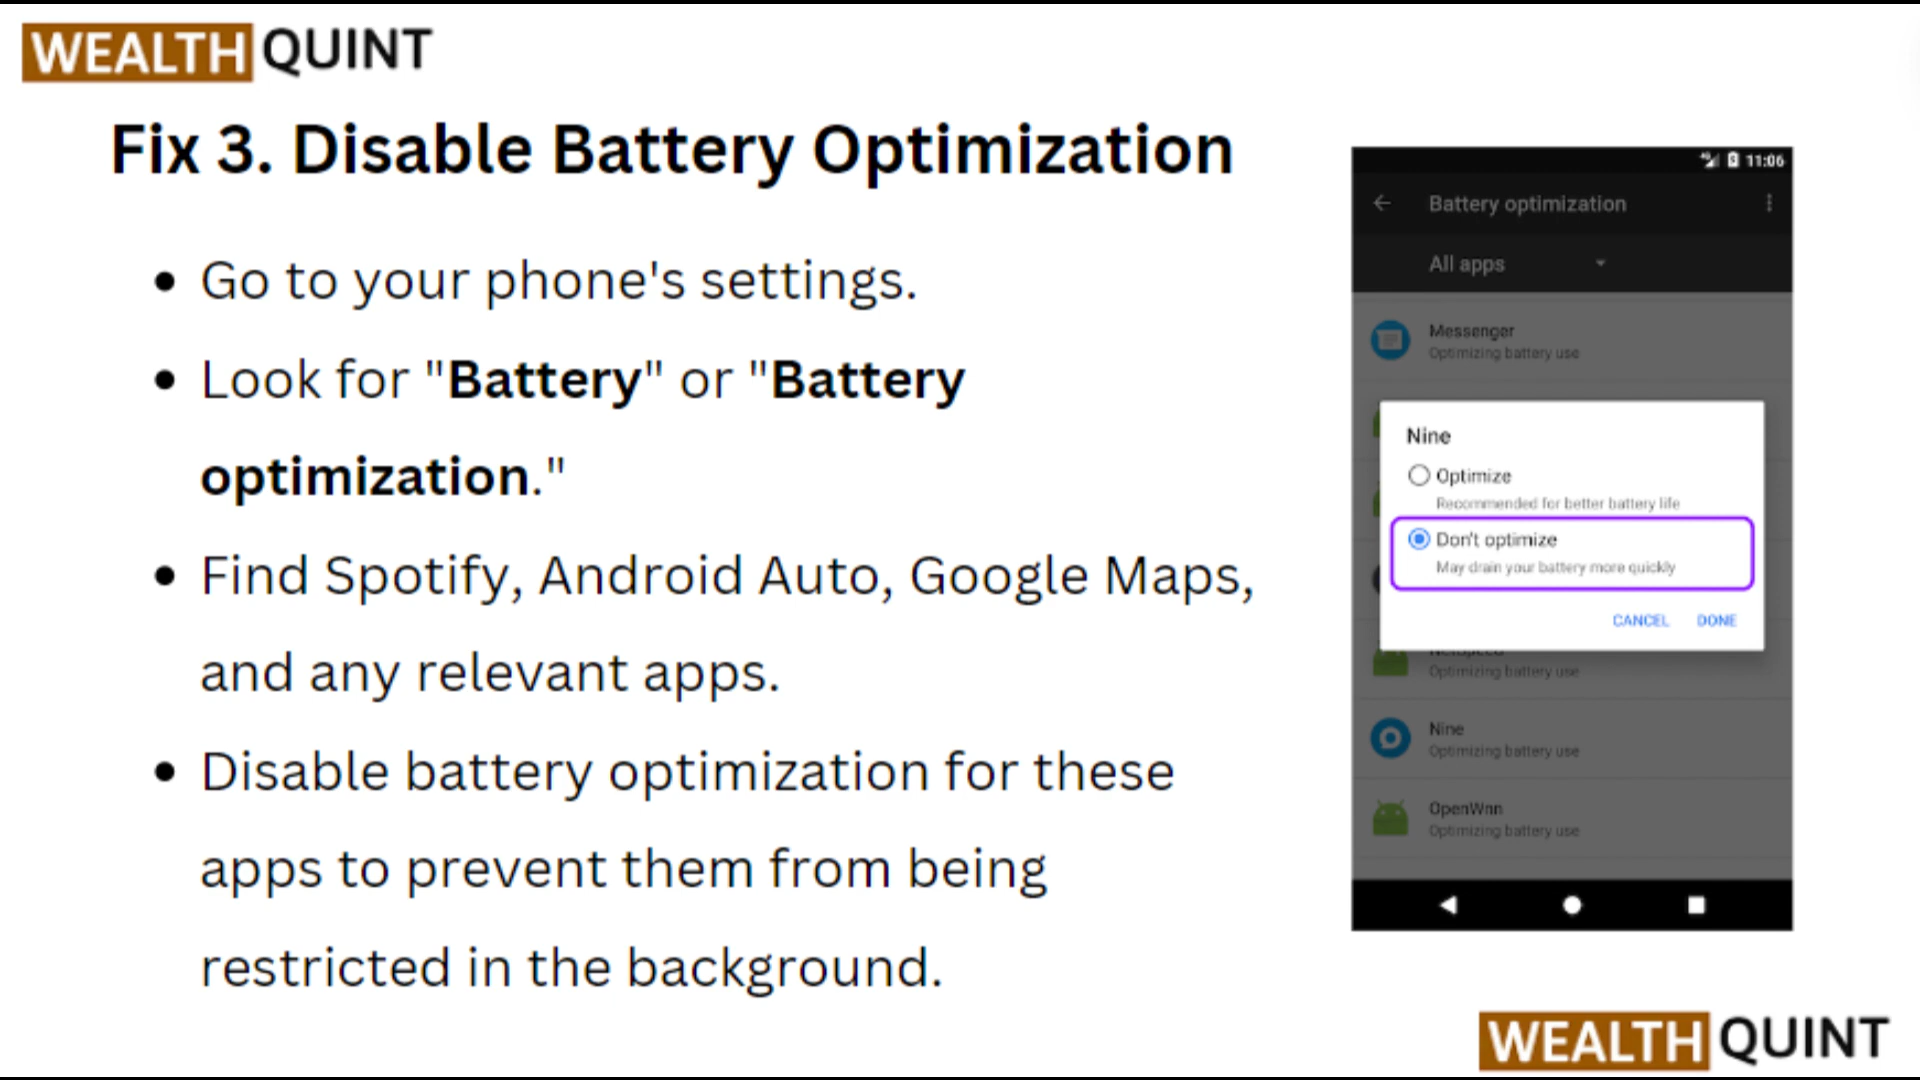 WEALTH QUINT
Fix 3. Disable Battery Optimization
Go to your phone's settings.
Look for "Battery" or "Battery
optimization."
Find Spotify, Android Auto, Google Maps,
and any relevant apps.
Disable battery optimization for these
apps to prevent them from being
restricted in the background.
11:06
Battery optimization
All apps
Messenger
Optimizing battery use
Nine
Optimize
Recommended for better battery life
Don't optimize
May drain your battery more quickly
CANCEL DONE
Optimizing battery use
Nine
Optimizing battery use
OpenWnn
Optimizing battery use
WEALTH QUINT